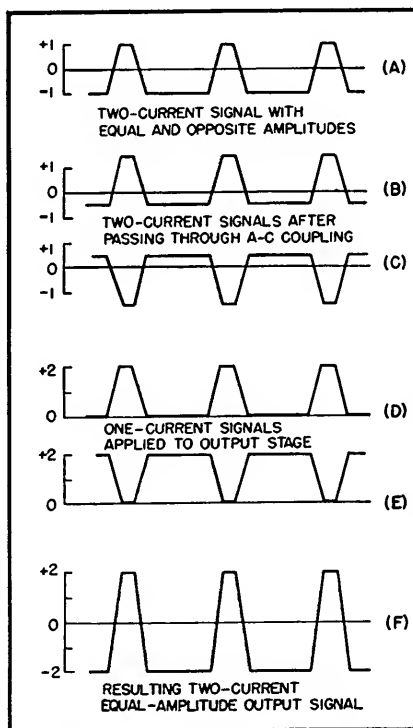 +1
0 (A)
-1
TWO-CURRENT SIGNAL WITH
EQUAL AND OPPOSITE AMPLITUDES
+1
0 (B)
-1
TWO-CURRENT SIGNALS AFTER
PASSING THROUGH A-C COUPLING
+1 (C)
0
-1
+2
0 (D)
ONE-CURRENT SIGNALS
APPLIED TO OUTPUT STAGE
+2
0 (E)
+2
0 (F)
-2
RESULTING TWO-CURRENT
EQUAL-AMPLITUDE OUTPUT SIGNAL